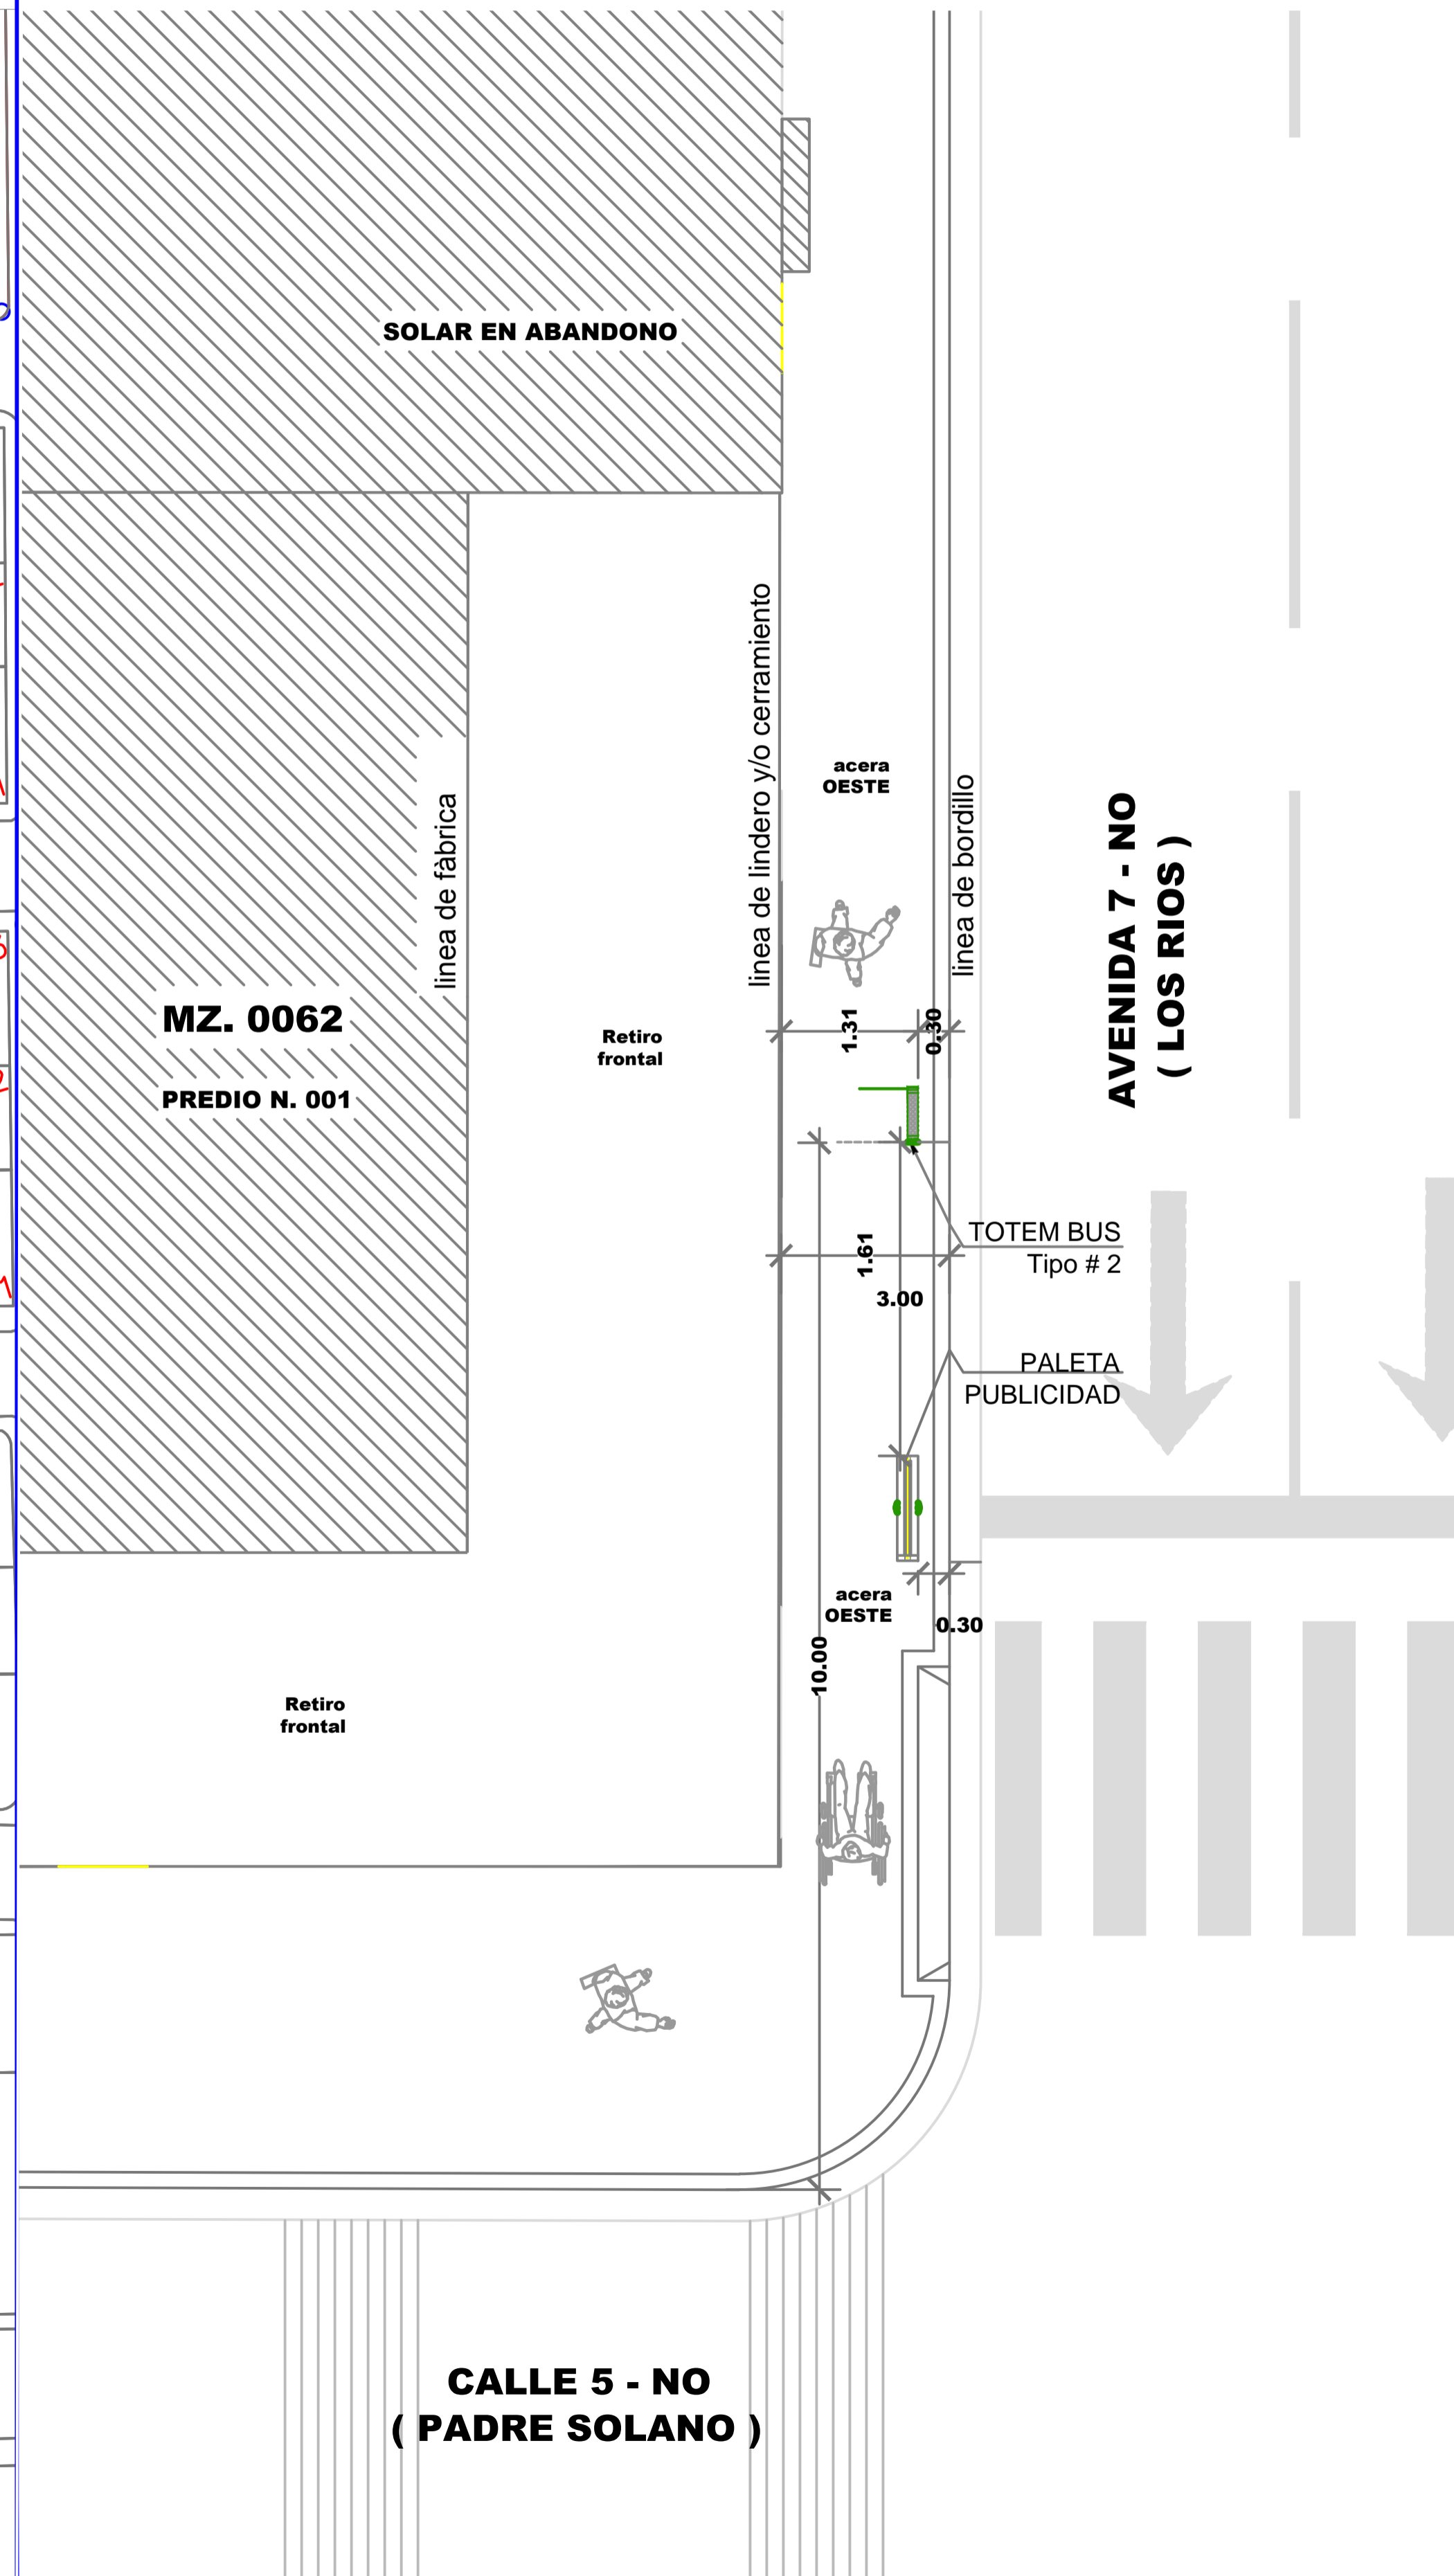 SOLAR EN ABANDONO
linea de lindero y/o cerramiento
acera
OESTE
linea de fàbrica
linea de bordillo
AVENIDA 7 - NO
( LOS RIOS )
MZ. 0062
Retiro
frontal
1.31
0.30
PREDIO N. 001
TOTEM BUS
Tipo # 2
1.61
3.00
PALETA
PUBLICIDAD
acera
OESTE
0.30
10.00
Retiro
frontal
CALLE 5 - NO
( PADRE SOLANO )